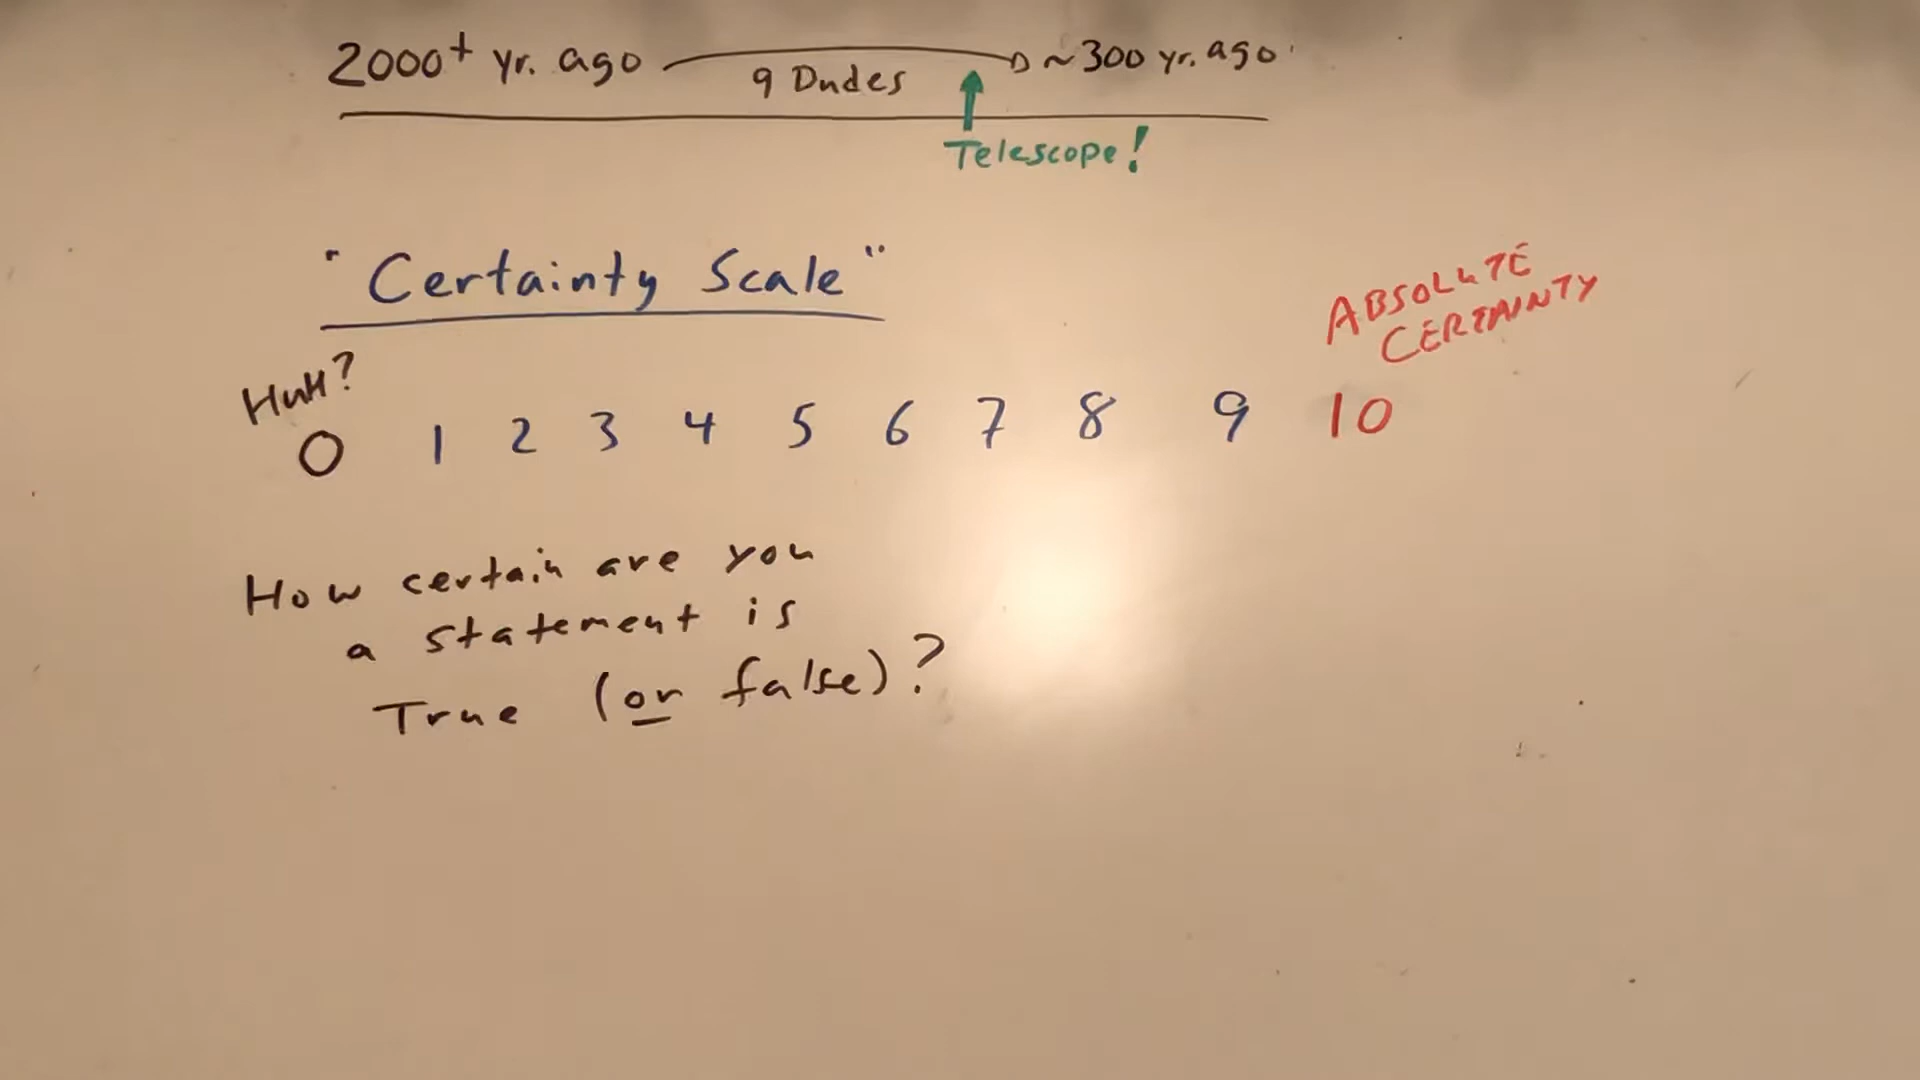 2000+ yr. ago → ~300 yr. ago
9 Dudes
Telescope!
"Certainty Scale"
ABSOLUTE
CERTAINTY
HuH?
0 1 2 3 4 5 6 7 8 9 10
How certain are you
a statement is
True (or false)?